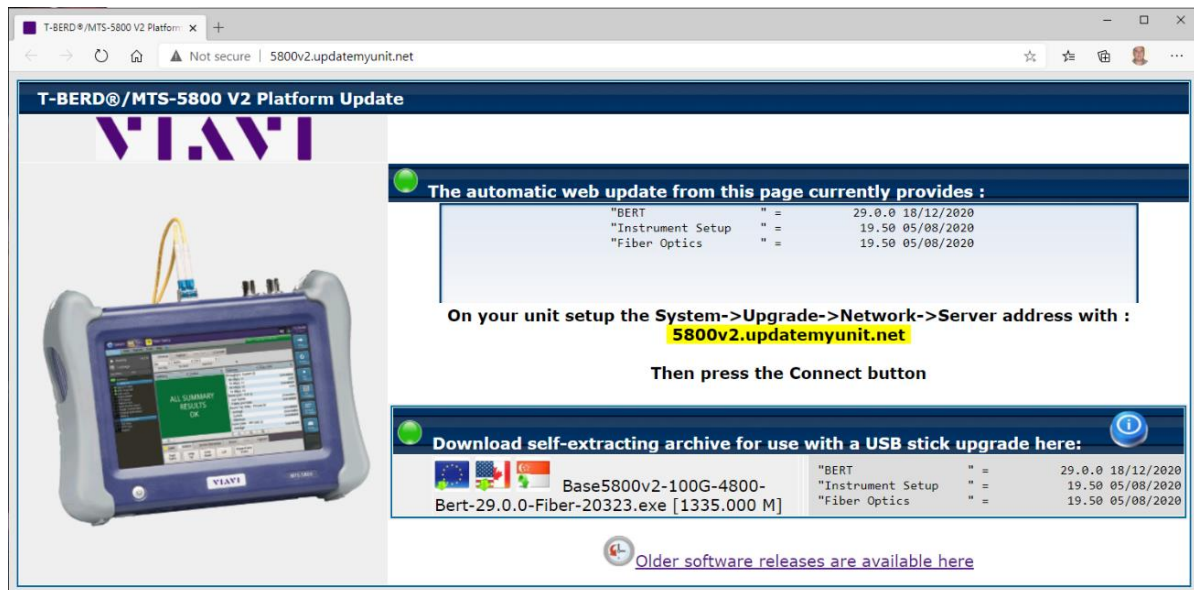 T-BERD®/MTS-5800 V2 Platform
Not secure | 5800v2.updatemyunit.net
T-BERD®/MTS-5800 V2 Platform Update
VIAVI
The automatic web update from this page currently provides :
"BERT " = 29.0.0 18/12/2020
"Instrument Setup " = 19.50 05/08/2020
"Fiber Optics " = 19.50 05/08/2020
On your unit setup the System->Upgrade->Network->Server address with :
5800v2.updatemyunit.net
Then press the Connect button
ALL SUMMARY
RESULTS
OK
VIAVI
Download self-extracting archive for use with a USB stick upgrade here:
Base5800v2-100G-4800-
Bert-29.0.0-Fiber-20323.exe [1335.000 M]
"BERT " = 29.0.0 18/12/2020
"Instrument Setup " = 19.50 05/08/2020
"Fiber Optics " = 19.50 05/08/2020
Older software releases are available here